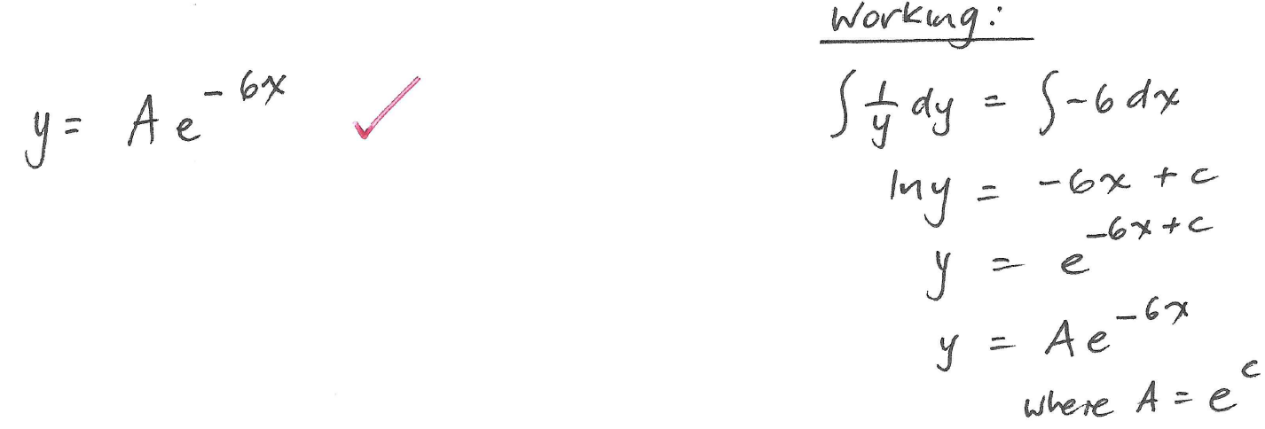 y = Ae^{-6x} ✓
Working:
∫ 1/y dy = ∫ -6 dx
ln y = -6x + c
y = e^{-6x+c}
y = Ae^{-6x}
where A = e^c